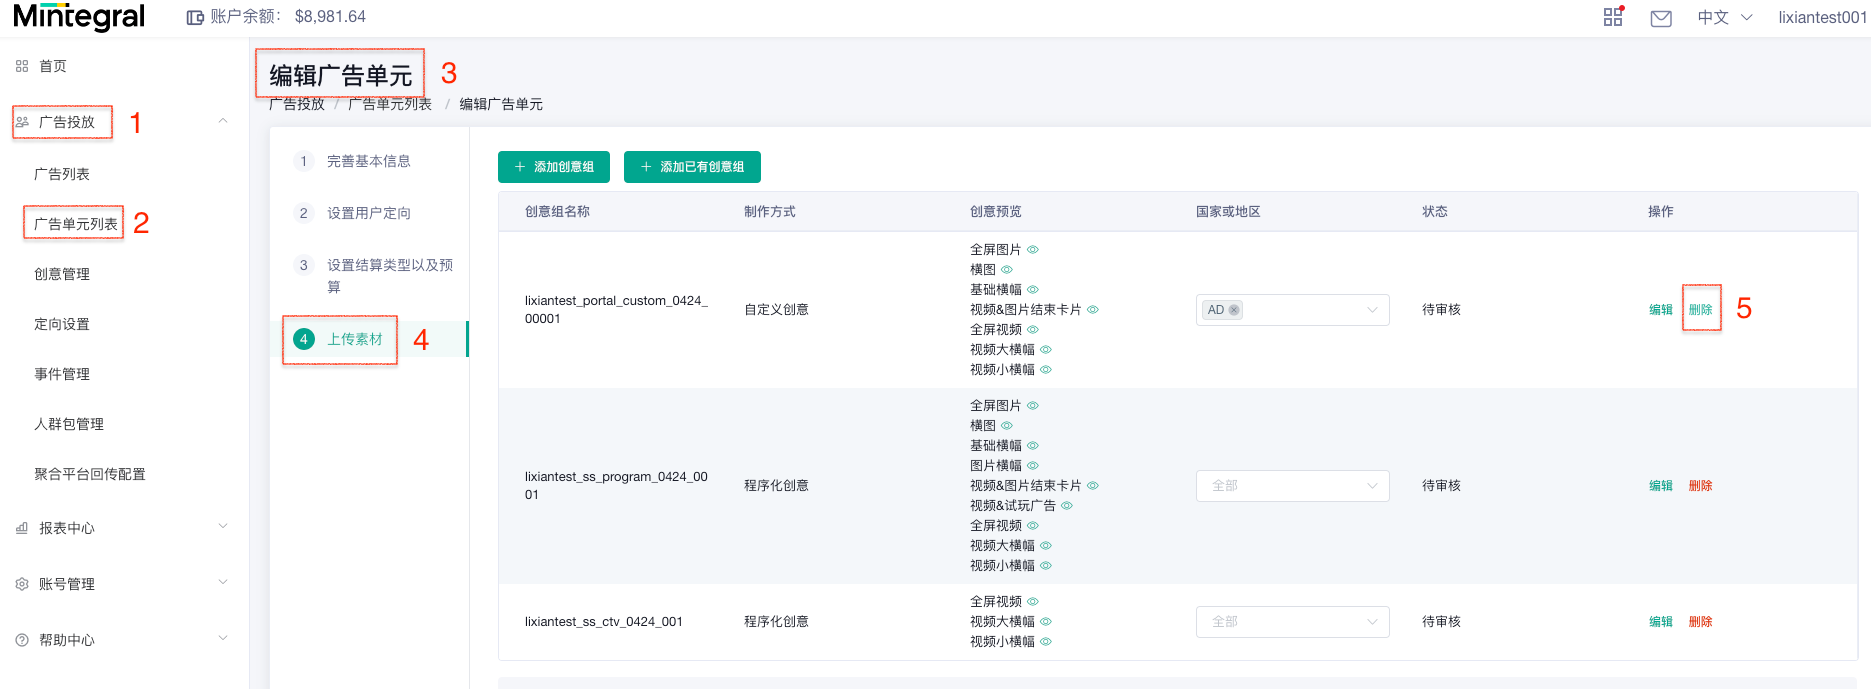 Mintegral
账户余额： $8,981.64
中文
lixiantest001
首页
广告投放
1
广告列表
广告单元列表
2
创意管理
定向设置
事件管理
人群包管理
聚合平台回传配置
报表中心
账号管理
帮助中心
编辑广告单元
3
广告投放 / 广告单元列表 / 编辑广告单元
1 完善基本信息
2 设置用户定向
3 设置结算类型以及预
算
4 上传素材
4
+ 添加创意组
+ 添加已有创意组
创意组名称 制作方式 创意预览 国家或地区 状态 操作
lixiantest_portal_custom_0424_
00001
自定义创意
全屏图片
横图
基础横幅
视频&图片结束卡片
全屏视频
视频大横幅
视频小横幅
AD
待审核
编辑 删除
5
lixiantest_ss_program_0424_00
01
程序化创意
全屏图片
横图
基础横幅
图片横幅
视频&图片结束卡片
视频&试玩广告
全屏视频
视频大横幅
视频小横幅
全部
待审核
编辑 删除
lixiantest_ss_ctv_0424_001
程序化创意
全屏视频
视频大横幅
视频小横幅
全部
待审核
编辑 删除